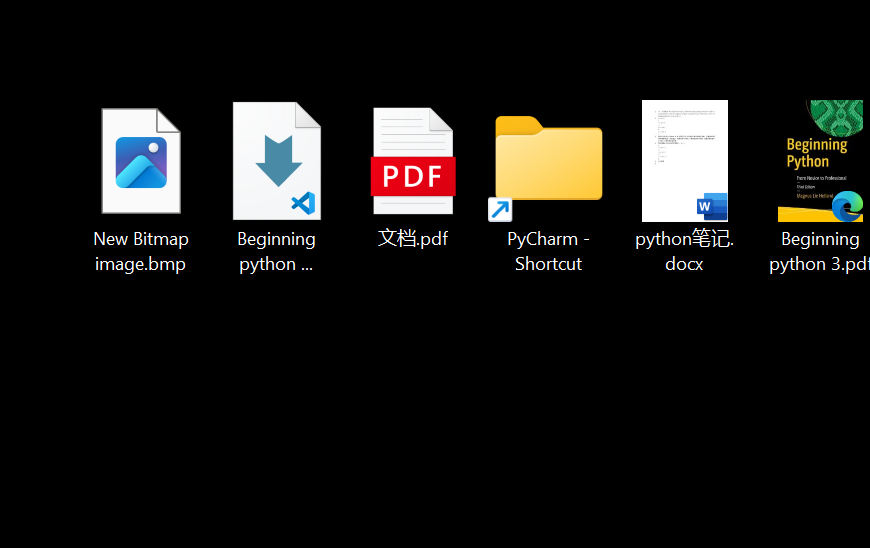 PDF
W
Beginning
Python
From Novice to Professional
Third Edition
Magnus Lie Hetland
New Bitmap
image.bmp
Beginning
python ...
文档.pdf
PyCharm -
Shortcut
python笔记.
docx
Beginning
python 3.pdf